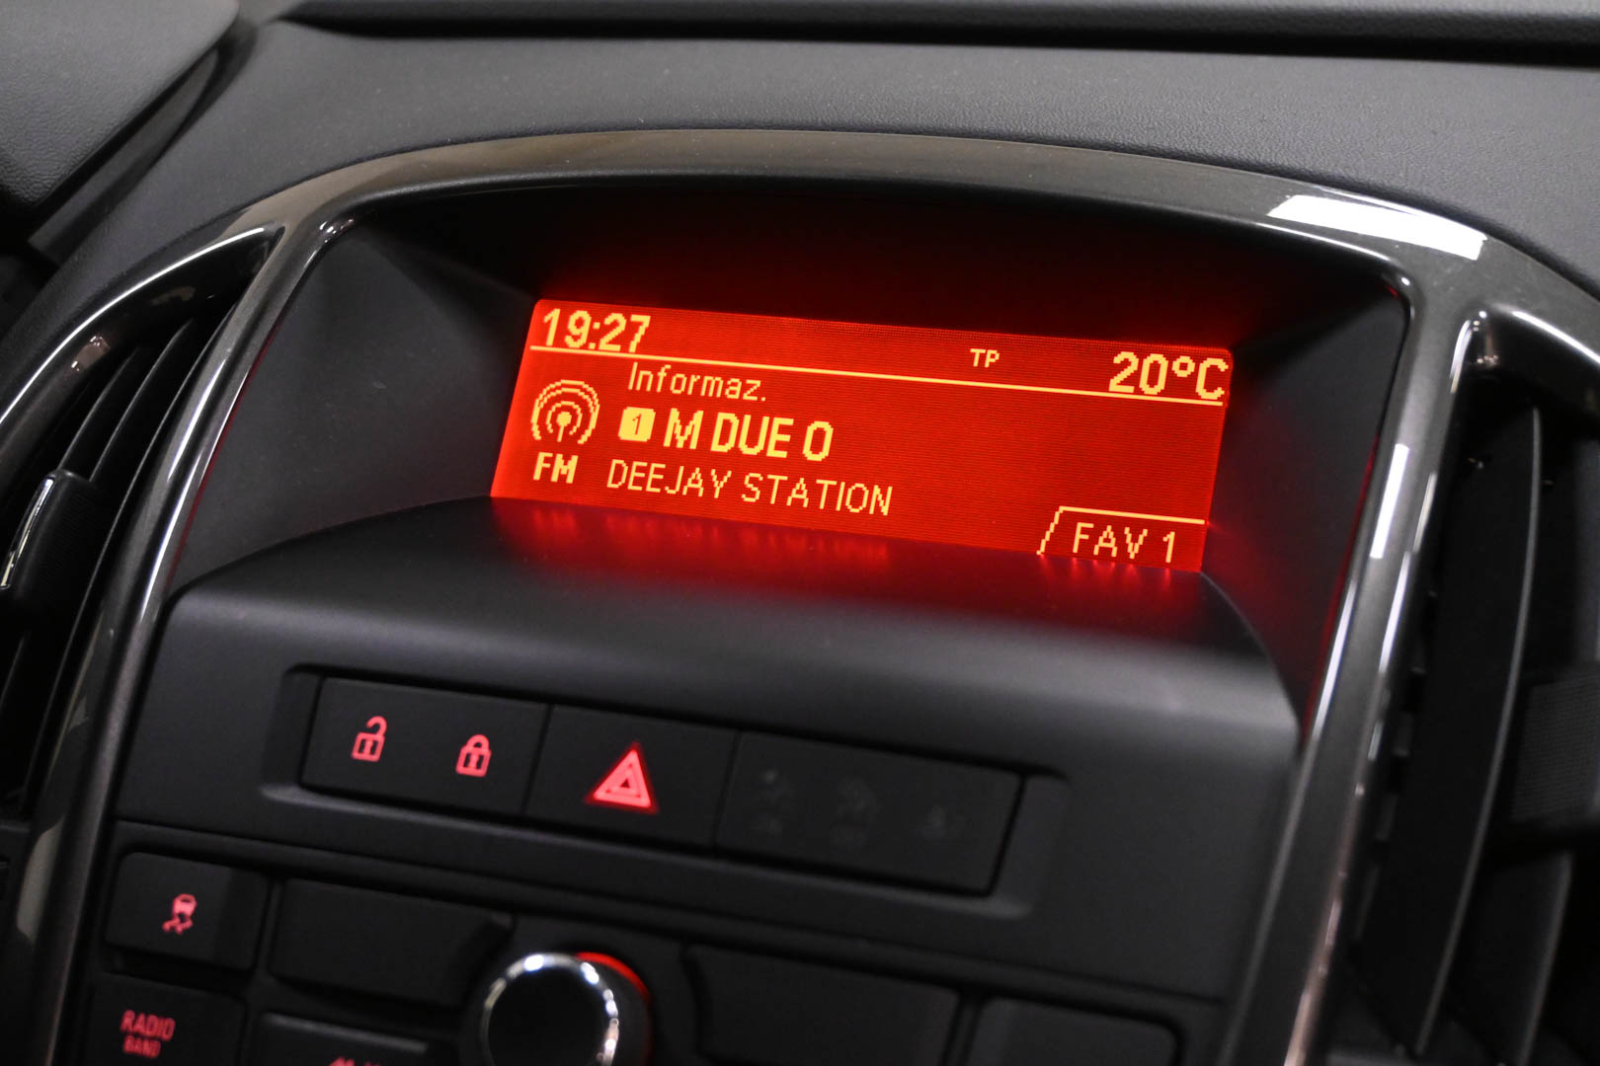 19:27 TP 20°C
Informaz.
1 M DUE O
FM DEEJAY STATION
FAV 1
RADIO
BAND